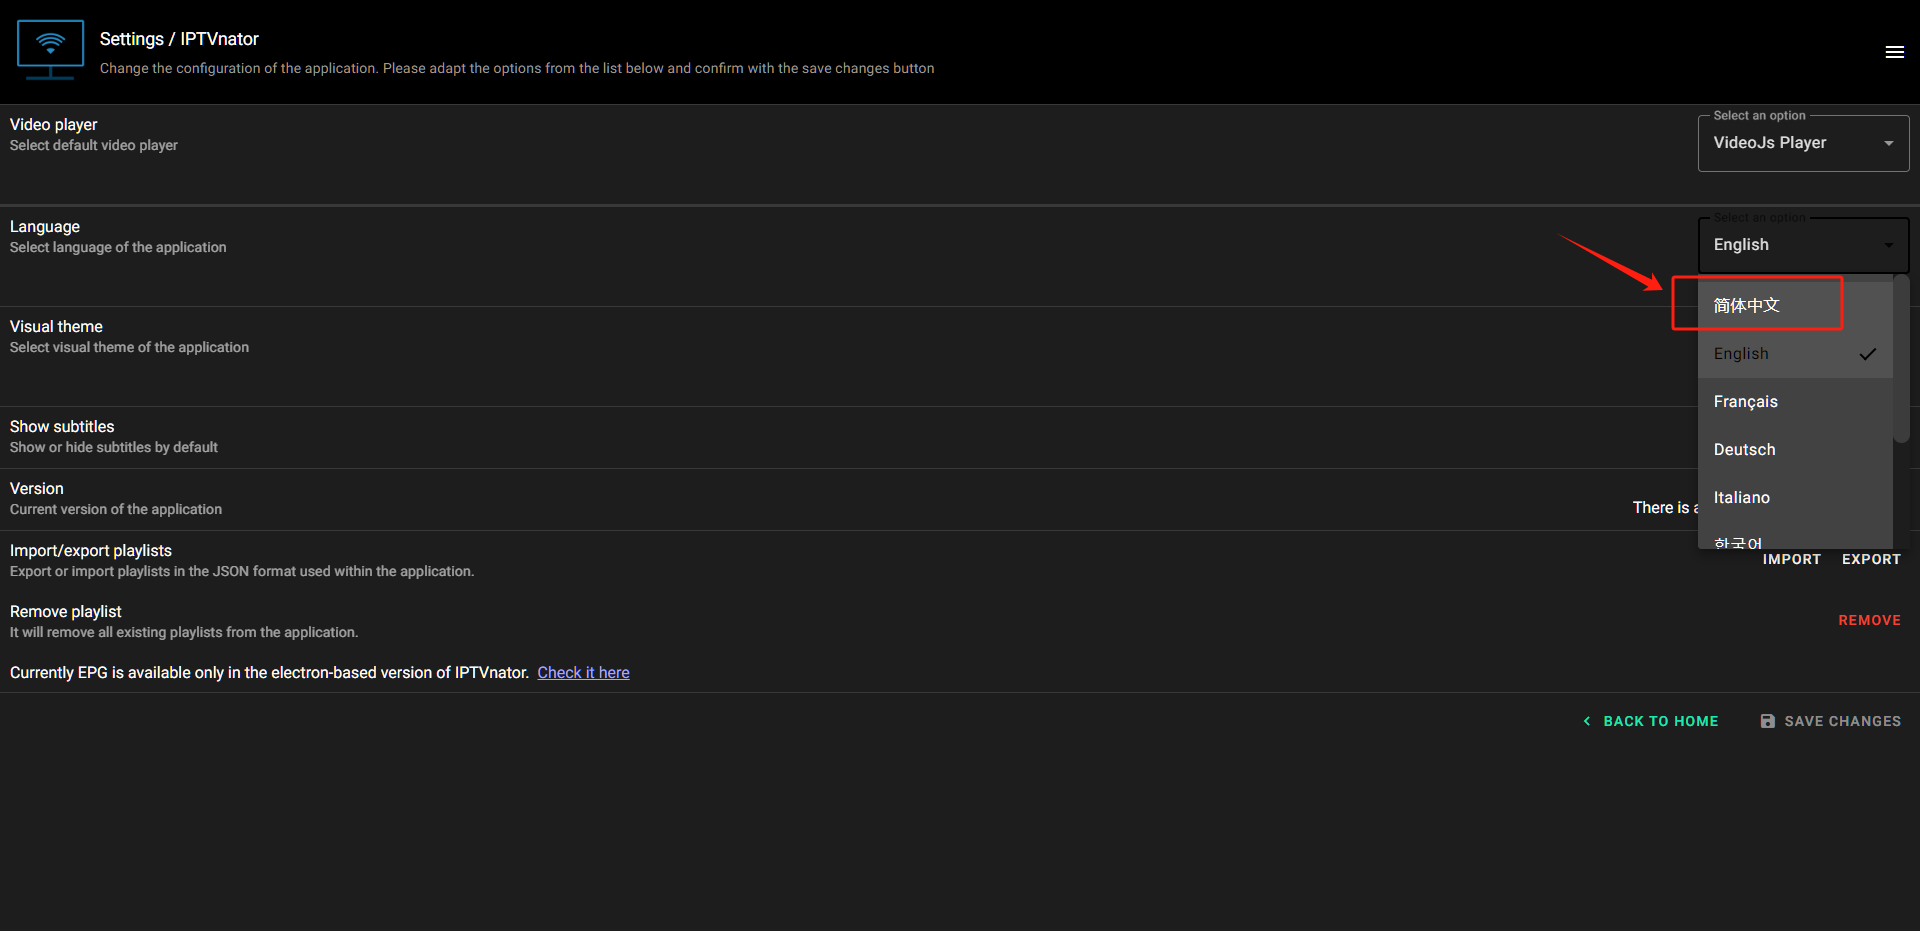 Settings / IPTVnator
Change the configuration of the application. Please adapt the options from the list below and confirm with the save changes button
Video player
Select default video player
Select an option
VideoJs Player
Language
Select language of the application
Select an option
English
简体中文
English
Français
Deutsch
Italiano
한국어
Visual theme
Select visual theme of the application
Show subtitles
Show or hide subtitles by default
Version
Current version of the application
There is
Import/export playlists
Export or import playlists in the JSON format used within the application.
IMPORT EXPORT
Remove playlist
It will remove all existing playlists from the application.
REMOVE
Currently EPG is available only in the electron-based version of IPTVnator. Check it here
BACK TO HOME SAVE CHANGES